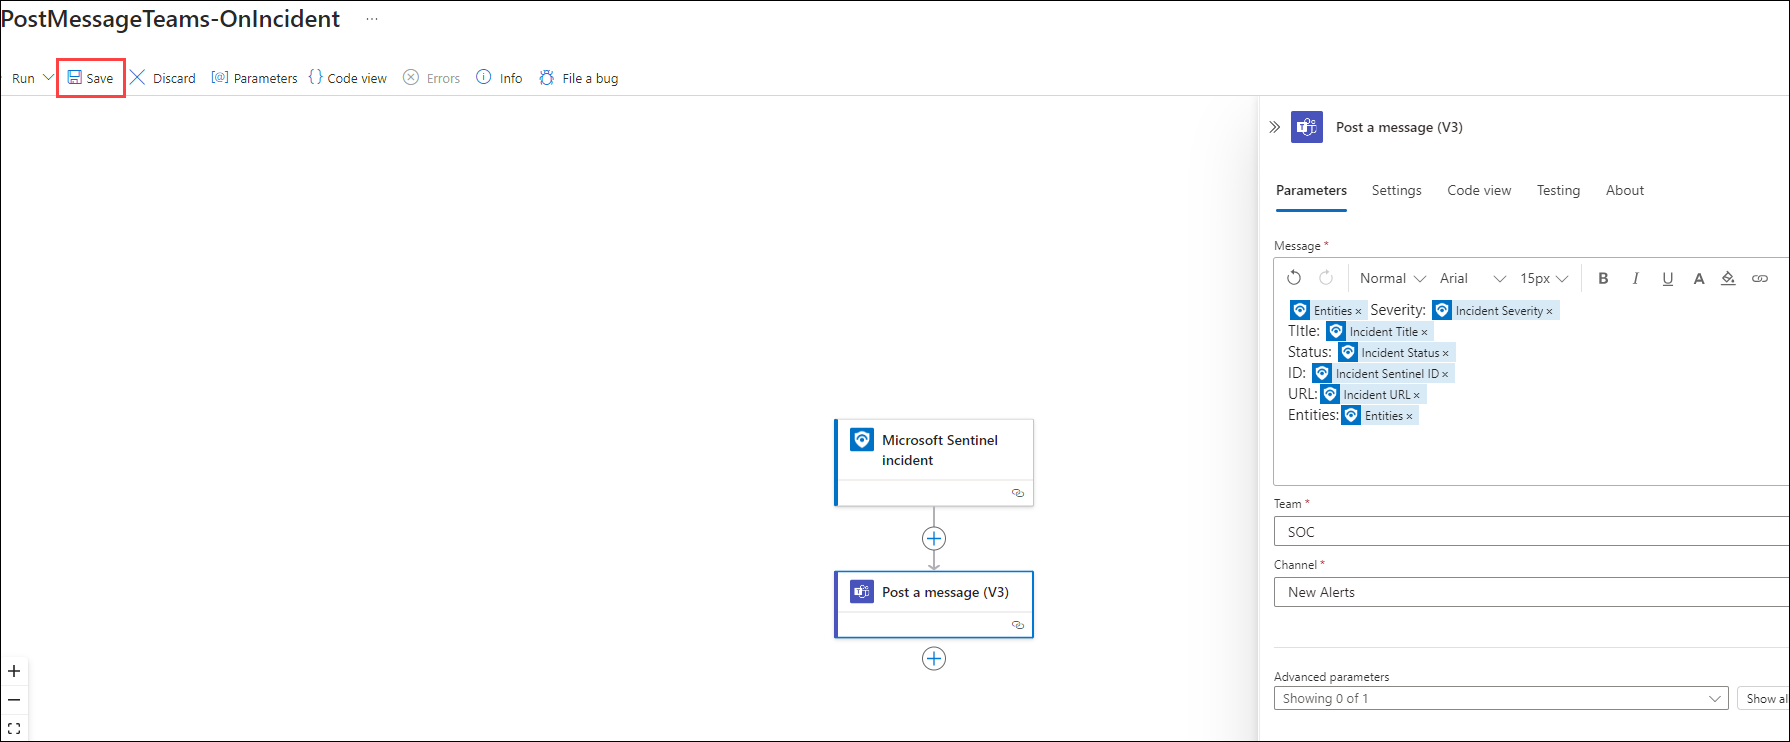 PostMessageTeams-OnIncident ...
Run Save Discard [@] Parameters {} Code view Errors Info File a bug
Post a message (V3)
Parameters Settings Code view Testing About
Message *
Normal Arial 15px B I U A
Entities × Severity: Incident Severity ×
TItle: Incident Title ×
Status: Incident Status ×
ID: Incident Sentinel ID ×
URL: Incident URL ×
Entities: Entities ×
Microsoft Sentinel
incident
Post a message (V3)
Team *
SOC
Channel *
New Alerts
Advanced parameters
Showing 0 of 1 Show al